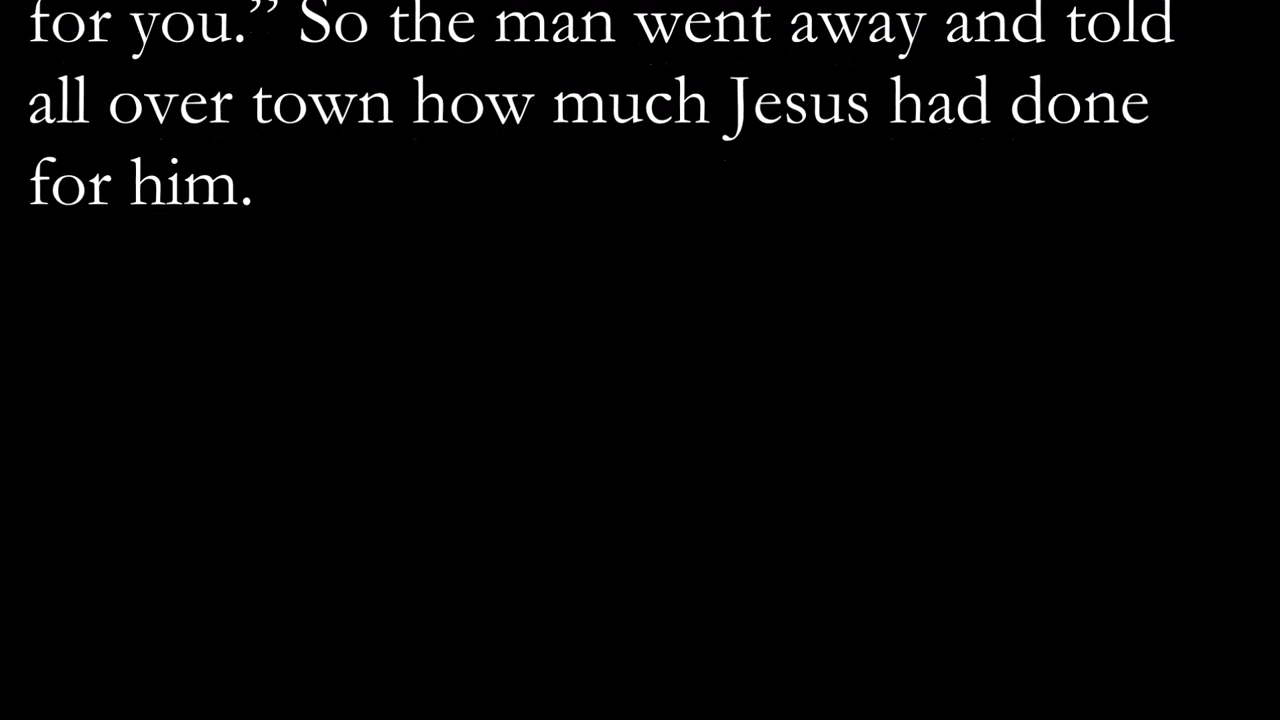 for you.” So the man went away and told
all over town how much Jesus had done
for him.